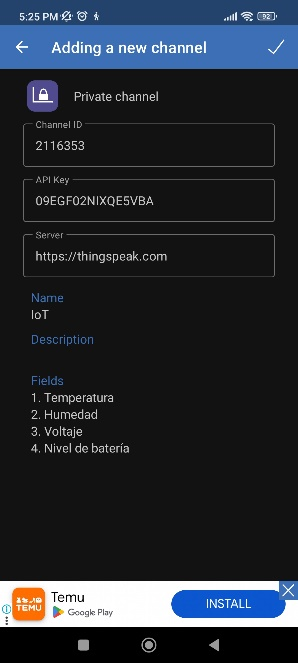 5:25 PM
92
Adding a new channel
Private channel
Channel ID
2116353
API Key
09EGF02NIXQE5VBA
Server
https://thingspeak.com
Name
IoT
Description
Fields
1. Temperatura
2. Humedad
3. Voltaje
4. Nivel de batería
TEMU
Temu
Google Play
INSTALL